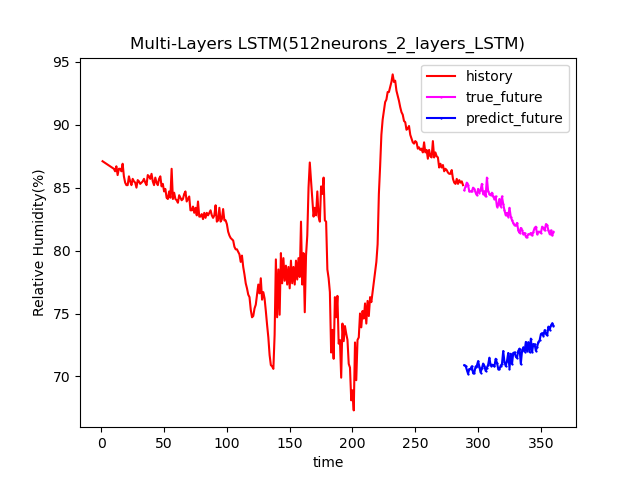 Multi-Layers LSTM(512neurons_2_layers_LSTM)
history
true_future
predict_future
Relative Humidity(%)
95
90
85
80
75
70
0 50 100 150 200 250 300 350
time